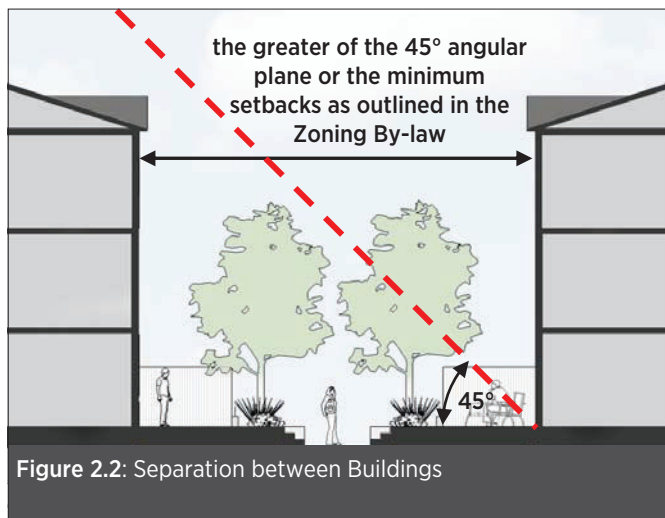 the greater of the 45° angular
plane or the minimum
setbacks as outlined in the
Zoning By-law
45°
Figure 2.2: Separation between Buildings